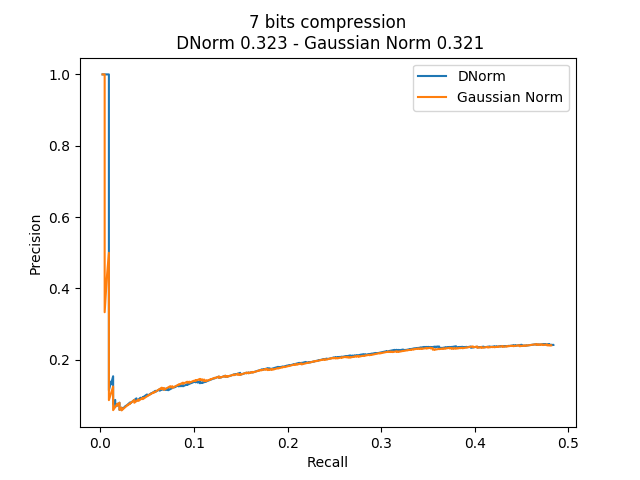 7 bits compression
DNorm 0.323 - Gaussian Norm 0.321
DNorm
Gaussian Norm
Precision
1.0
0.8
0.6
0.4
0.2
0.0
0.1
0.2
0.3
0.4
0.5
Recall